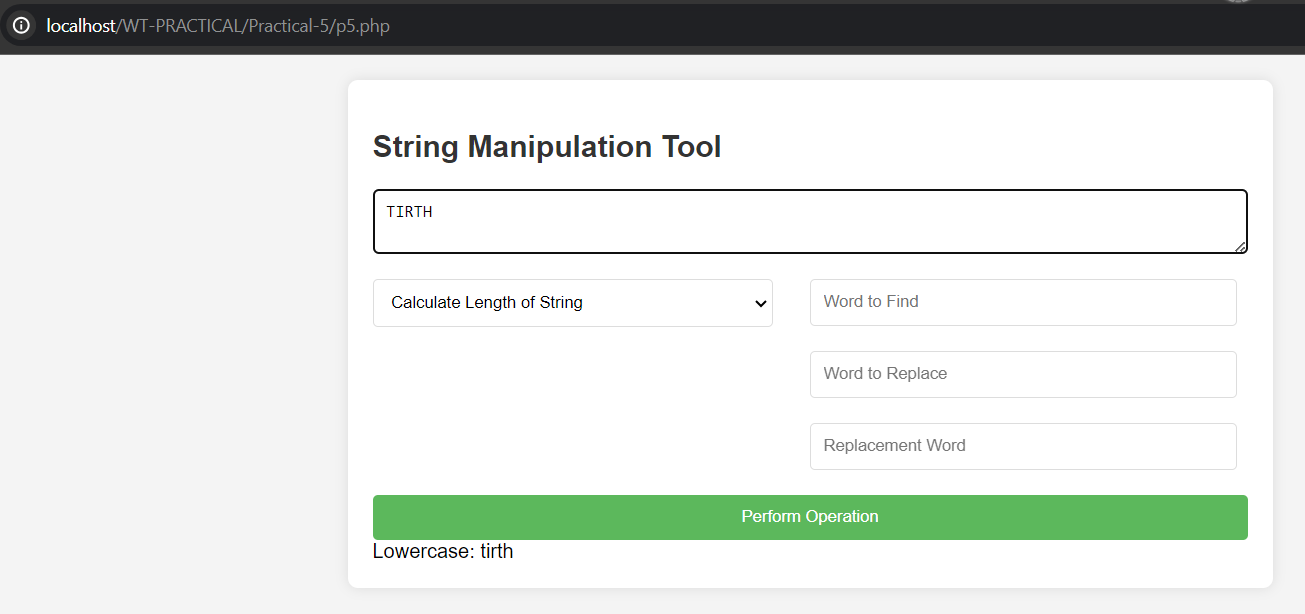 localhost/WT-PRACTICAL/Practical-5/p5.php
String Manipulation Tool
TIRTH
Calculate Length of String
Word to Find
Word to Replace
Replacement Word
Perform Operation
Lowercase: tirth